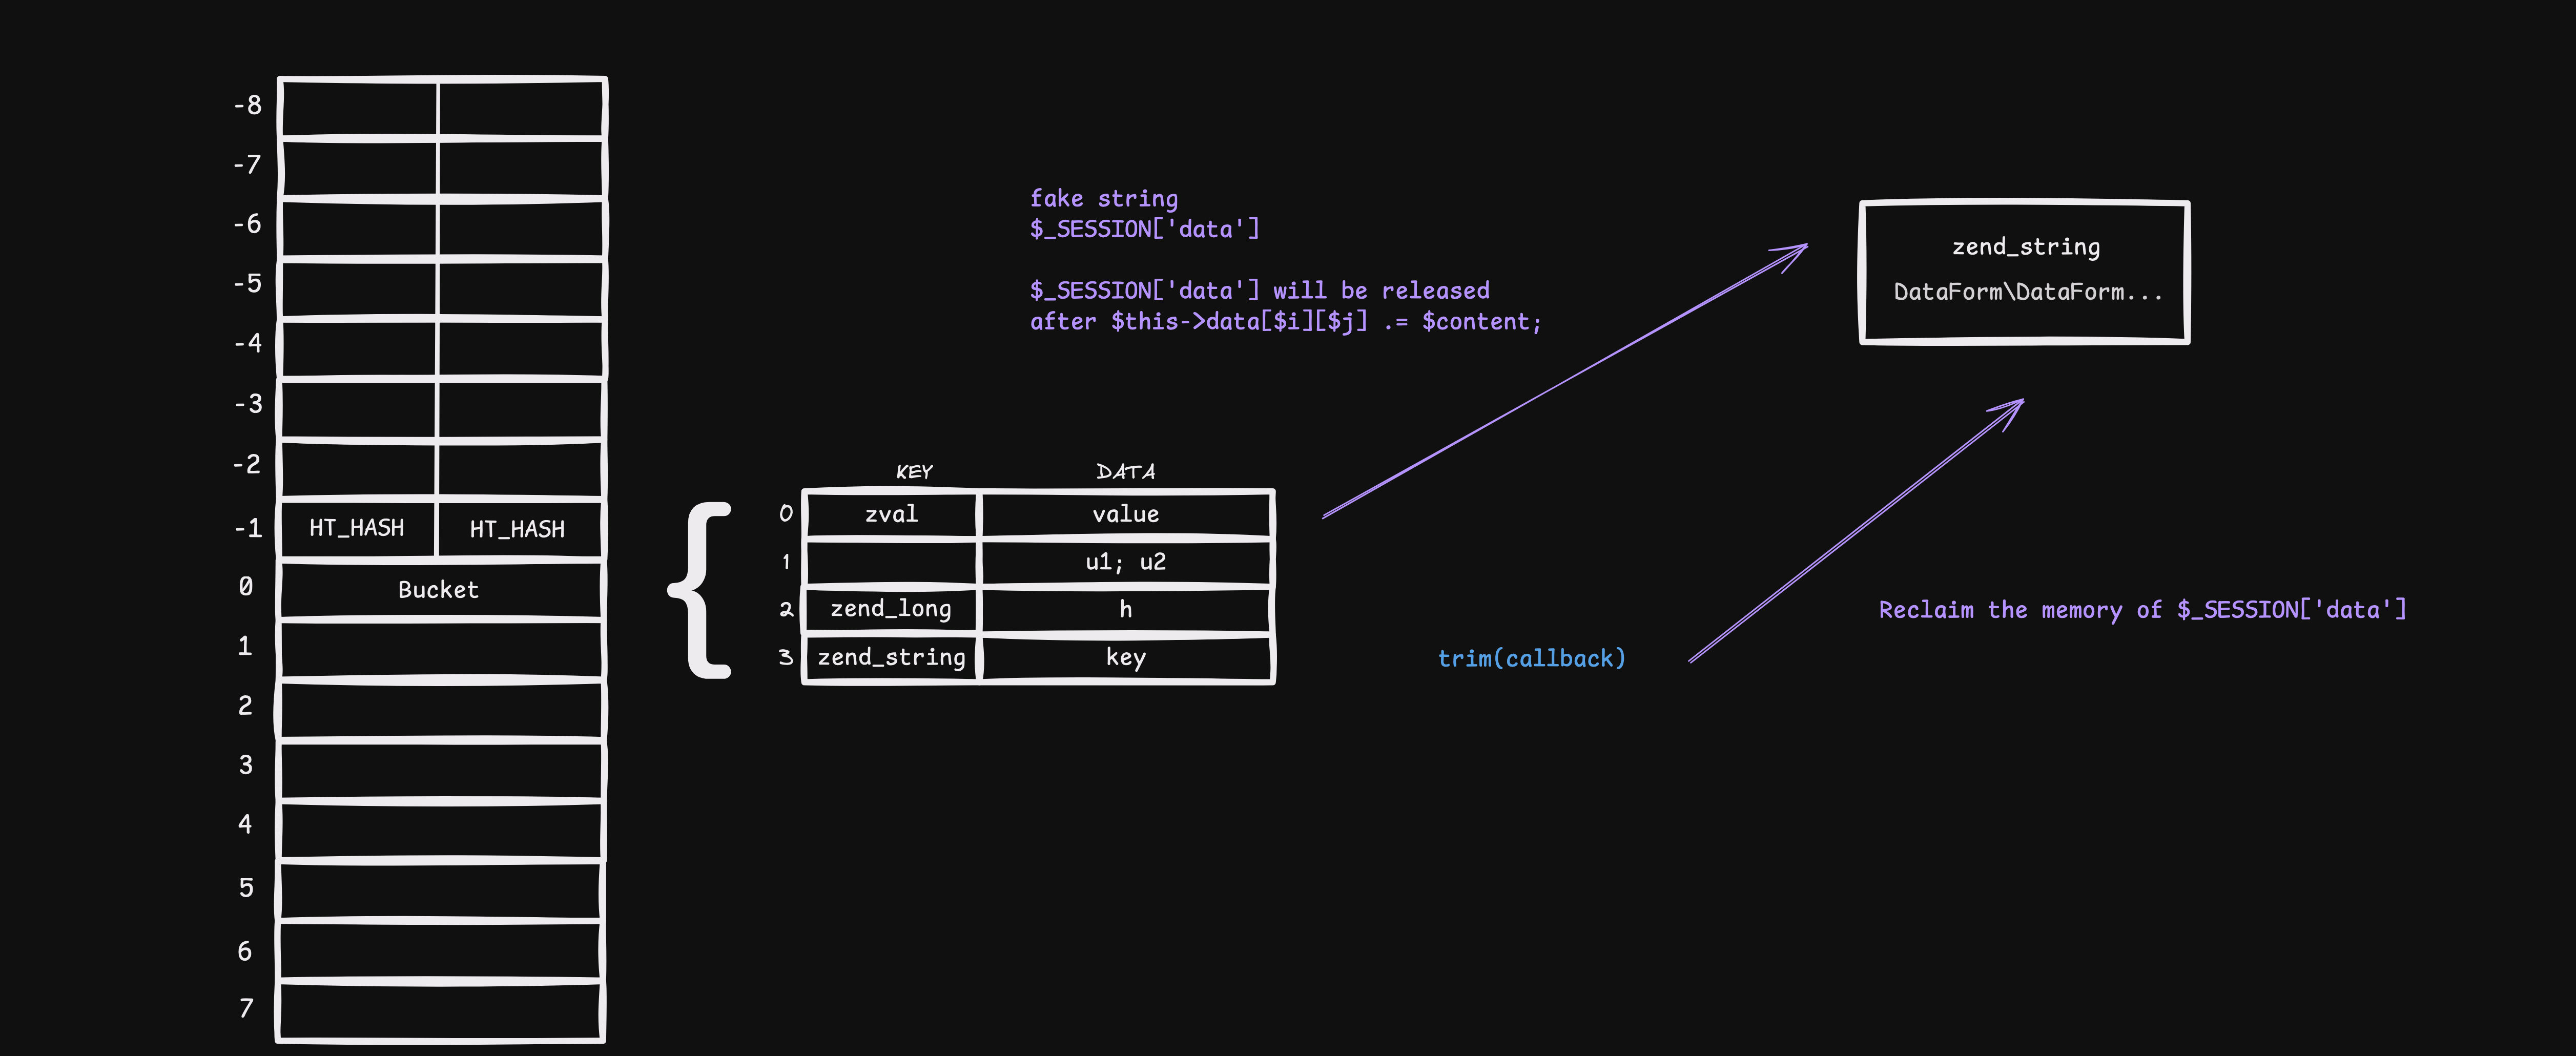 -8
-7
-6
-5
-4
-3
-2
-1 HT_HASH HT_HASH
0 Bucket
1
2
3
4
5
6
7
fake string
$_SESSION['data']
$_SESSION['data'] will be released
after $this->data[$i][$j] .= $content;
KEY DATA
0 zval value
1 u1; u2
2 zend_long h
3 zend_string key
trim(callback)
zend_string
DataForm\DataForm...
Reclaim the memory of $_SESSION['data']